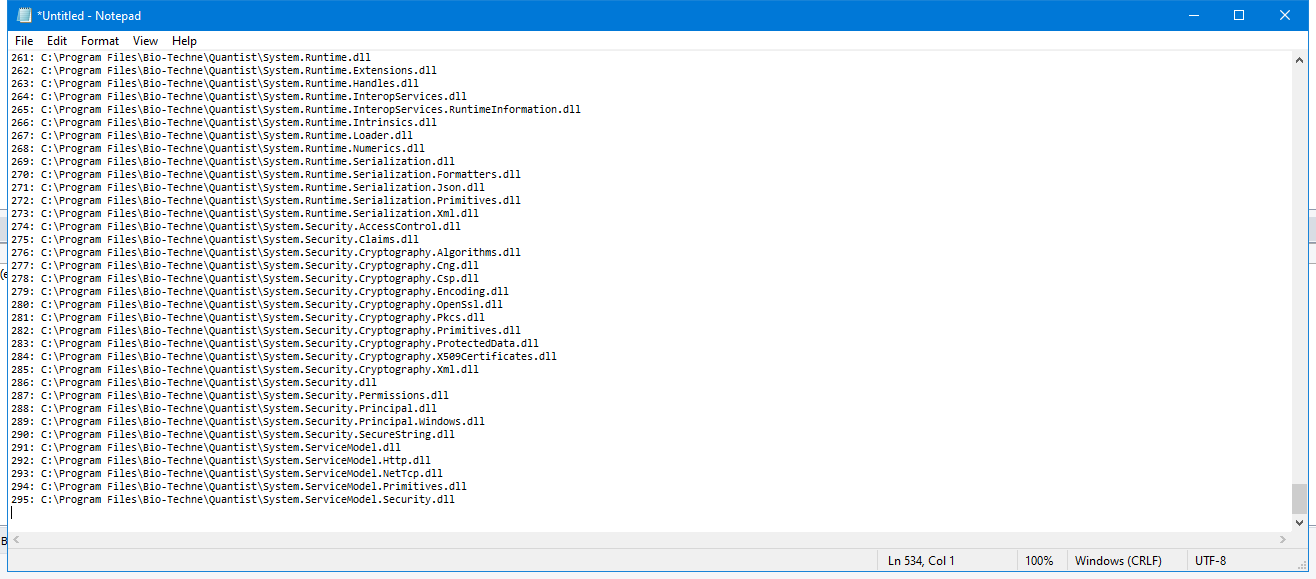 *Untitled - Notepad
File Edit Format View Help
261: C:\Program Files\Bio-Techne\Quantist\System.Runtime.dll
262: C:\Program Files\Bio-Techne\Quantist\System.Runtime.Extensions.dll
263: C:\Program Files\Bio-Techne\Quantist\System.Runtime.Handles.dll
264: C:\Program Files\Bio-Techne\Quantist\System.Runtime.InteropServices.dll
265: C:\Program Files\Bio-Techne\Quantist\System.Runtime.InteropServices.RuntimeInformation.dll
266: C:\Program Files\Bio-Techne\Quantist\System.Runtime.Intrinsics.dll
267: C:\Program Files\Bio-Techne\Quantist\System.Runtime.Loader.dll
268: C:\Program Files\Bio-Techne\Quantist\System.Runtime.Numerics.dll
269: C:\Program Files\Bio-Techne\Quantist\System.Runtime.Serialization.dll
270: C:\Program Files\Bio-Techne\Quantist\System.Runtime.Serialization.Formatters.dll
271: C:\Program Files\Bio-Techne\Quantist\System.Runtime.Serialization.Json.dll
272: C:\Program Files\Bio-Techne\Quantist\System.Runtime.Serialization.Primitives.dll
273: C:\Program Files\Bio-Techne\Quantist\System.Runtime.Serialization.Xml.dll
274: C:\Program Files\Bio-Techne\Quantist\System.Security.AccessControl.dll
275: C:\Program Files\Bio-Techne\Quantist\System.Security.Claims.dll
276: C:\Program Files\Bio-Techne\Quantist\System.Security.Cryptography.Algorithms.dll
277: C:\Program Files\Bio-Techne\Quantist\System.Security.Cryptography.Cng.dll
278: C:\Program Files\Bio-Techne\Quantist\System.Security.Cryptography.Csp.dll
279: C:\Program Files\Bio-Techne\Quantist\System.Security.Cryptography.Encoding.dll
280: C:\Program Files\Bio-Techne\Quantist\System.Security.Cryptography.OpenSsl.dll
281: C:\Program Files\Bio-Techne\Quantist\System.Security.Cryptography.Pkcs.dll
282: C:\Program Files\Bio-Techne\Quantist\System.Security.Cryptography.Primitives.dll
283: C:\Program Files\Bio-Techne\Quantist\System.Security.Cryptography.ProtectedData.dll
284: C:\Program Files\Bio-Techne\Quantist\System.Security.Cryptography.X509Certificates.dll
285: C:\Program Files\Bio-Techne\Quantist\System.Security.Cryptography.Xml.dll
286: C:\Program Files\Bio-Techne\Quantist\System.Security.dll
287: C:\Program Files\Bio-Techne\Quantist\System.Security.Permissions.dll
288: C:\Program Files\Bio-Techne\Quantist\System.Security.Principal.dll
289: C:\Program Files\Bio-Techne\Quantist\System.Security.Principal.Windows.dll
290: C:\Program Files\Bio-Techne\Quantist\System.Security.SecureString.dll
291: C:\Program Files\Bio-Techne\Quantist\System.ServiceModel.dll
292: C:\Program Files\Bio-Techne\Quantist\System.ServiceModel.Http.dll
293: C:\Program Files\Bio-Techne\Quantist\System.ServiceModel.NetTcp.dll
294: C:\Program Files\Bio-Techne\Quantist\System.ServiceModel.Primitives.dll
295: C:\Program Files\Bio-Techne\Quantist\System.ServiceModel.Security.dll
Ln 534, Col 1 100% Windows (CRLF) UTF-8